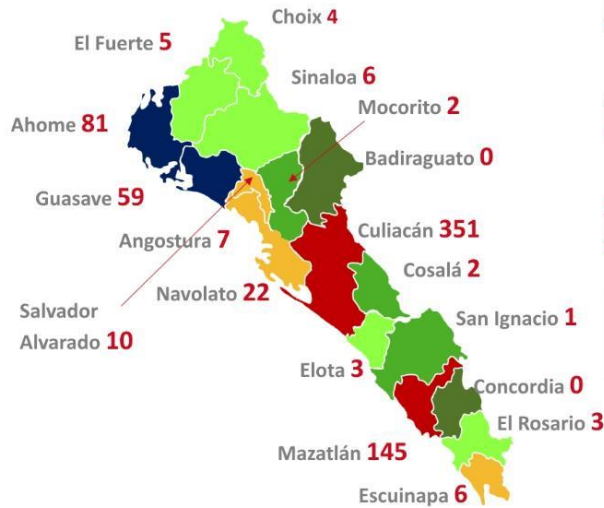 Choix 4
El Fuerte 5
Sinaloa 6
Mocorito 2
Ahome 81
Badiraguato 0
Guasave 59
Culiacán 351
Angostura 7
Cosalá 2
Navolato 22
Salvador
Alvarado 10
San Ignacio 1
Elota 3
Concordia 0
El Rosario 3
Mazatlán 145
Escuinapa 6